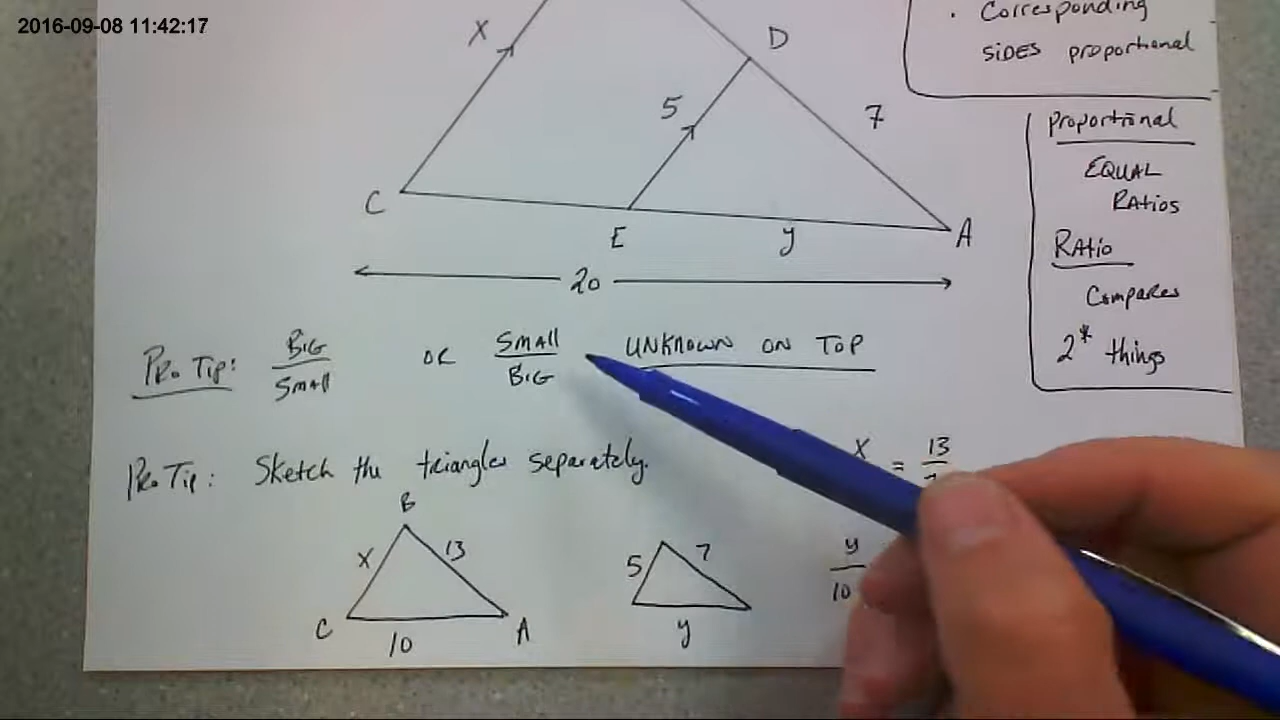 2016-09-08 11:42:17
• Corresponding
SIDES proportional
X
D
5
7
C
E
y
A
20
Proportional
EQUAL
RATIOS
RATIO
Compares
2* things
PRO TIP: BIG
SMALL
OR
SMALL
BIG
UNKNOWN ON TOP
PRO TIP: Sketch the triangles separately.
X = 13
B
X
13
C
10
A
5
7
y
y
10